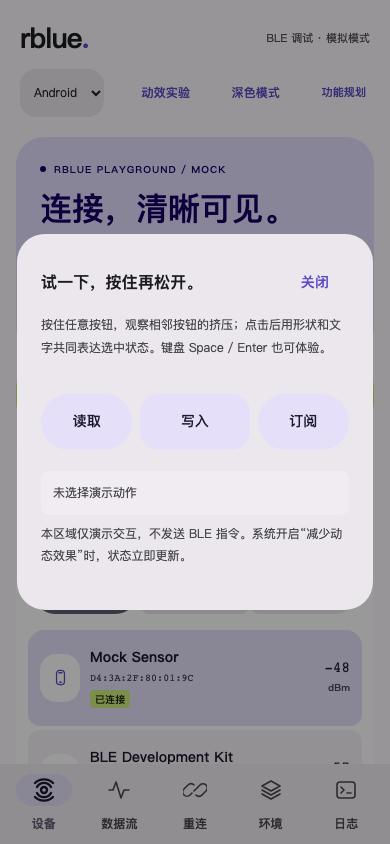 rblue.
BLE 调试 · 模拟模式
Android
动效实验
深色模式
功能规划
RBLUE PLAYGROUND / MOCK
连接，清晰可见。
试一下，按住再松开。
关闭
按住任意按钮，观察相邻按钮的挤压；点击后用形状和文
字共同表达选中状态。键盘 Space / Enter 也可体验。
读取
写入
订阅
未选择演示动作
本区域仅演示交互，不发送 BLE 指令。系统开启“减少动
态效果”时，状态立即更新。
Mock Sensor
D4:3A:2F:80:01:9C
已连接
-48
dBm
BLE Development Kit
设备
数据流
重连
环境
日志